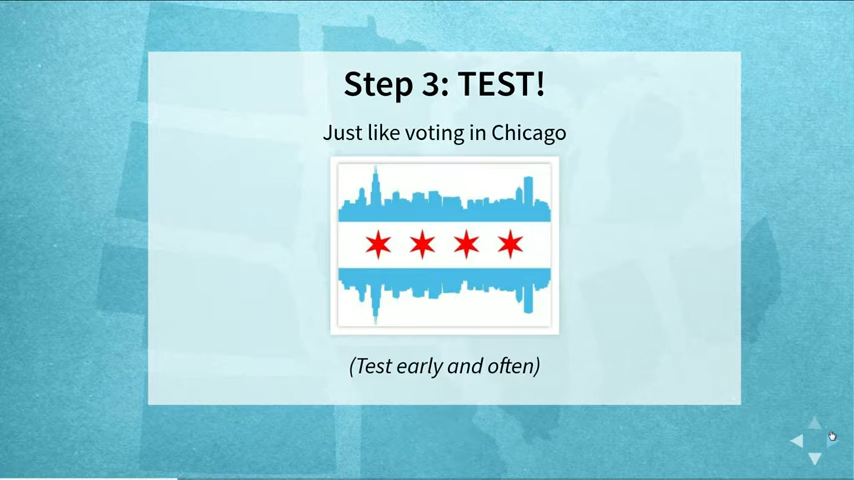 Step 3: TEST!
Just like voting in Chicago
(Test early and often)